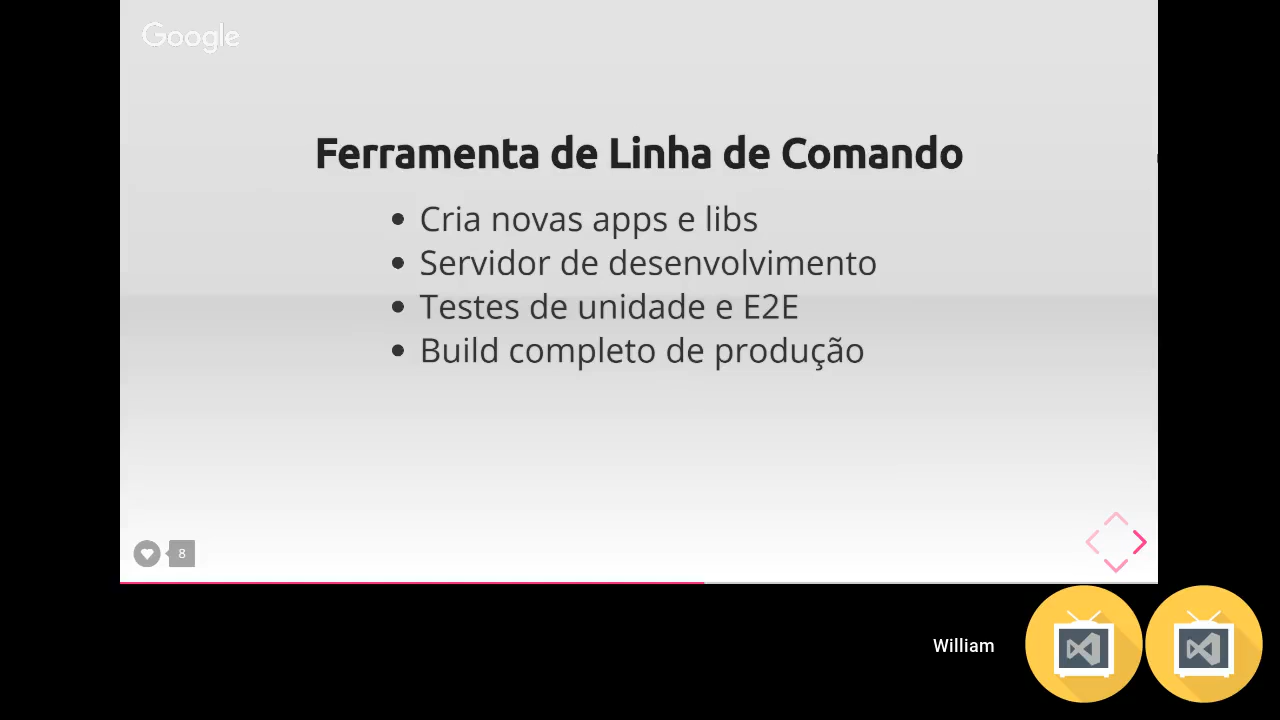 Google
Ferramenta de Linha de Comando
Cria novas apps e libs
Servidor de desenvolvimento
Testes de unidade e E2E
Build completo de produção
8
William